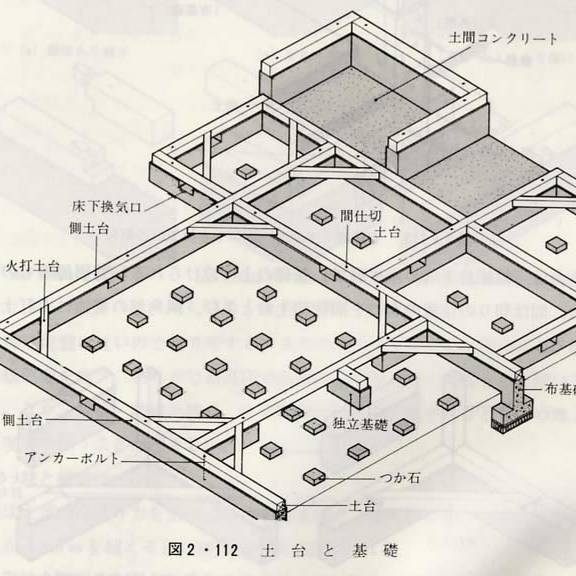 土間コンクリート
床下換気口
側土台
間仕切
土台
火打土台
側土台
アンカーボルト
独立基礎
布基礎
つか石
土台
図2・112 土台と基礎